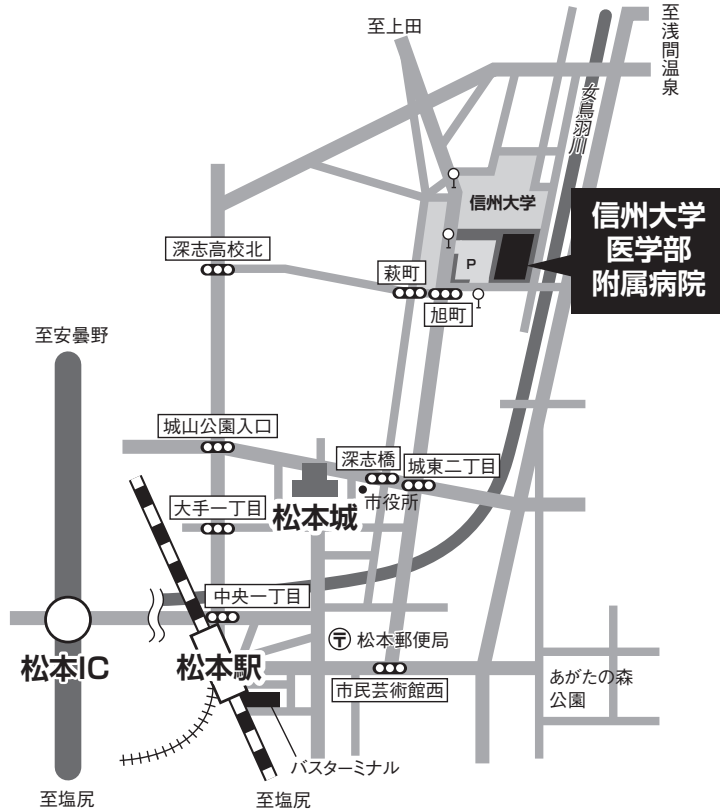 至上田
至浅間温泉
女鳥羽川
信州大学
信州大学
医学部
附属病院
P
深志高校北
萩町
旭町
至安曇野
城山公園入口
深志橋
城東二丁目
市役所
大手一丁目
松本城
中央一丁目
松本IC
松本駅
〒 松本郵便局
市民芸術館西
あがたの森
公園
バスターミナル
至塩尻
至塩尻